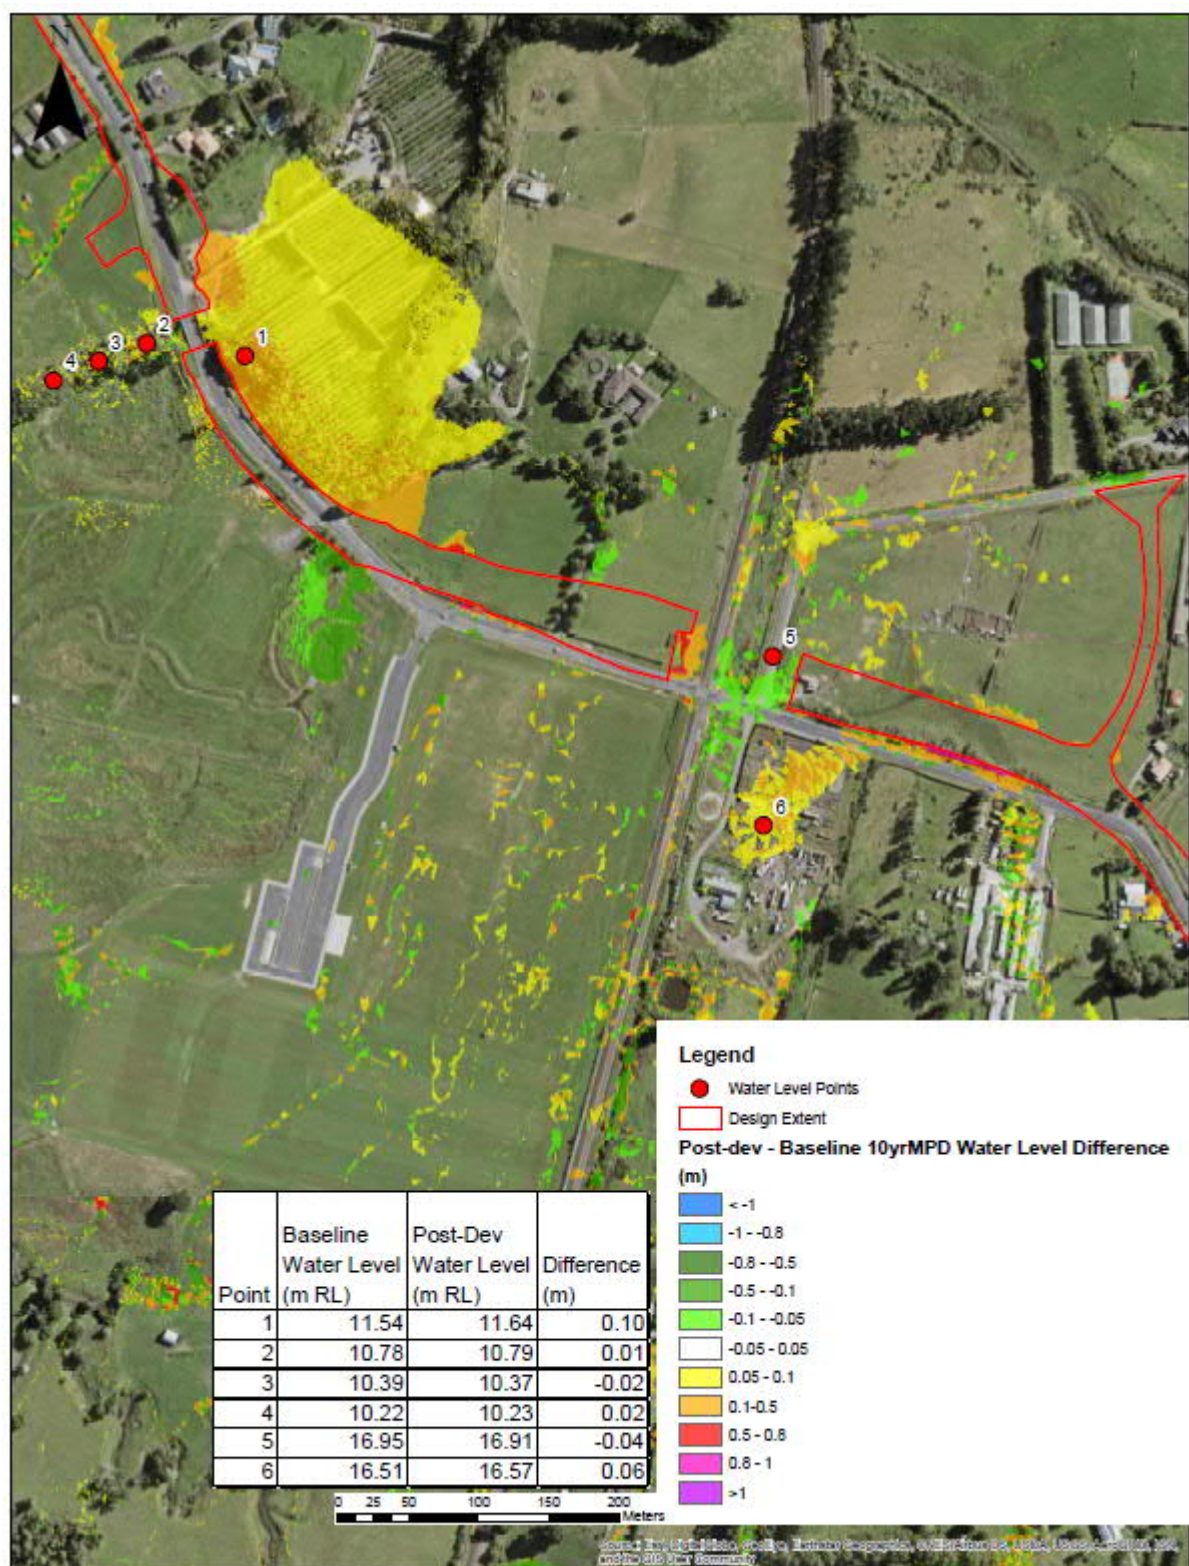 N
1
2
3
4
5
6
Legend
Water Level Points
Design Extent
Post-dev - Baseline 10yrMPD Water Level Difference
(m)
< -1
-1 - -0.8
-0.8 - -0.5
-0.5 - -0.1
-0.1 - -0.05
-0.05 - 0.05
0.05 - 0.1
0.1-0.5
0.5 - 0.8
0.8 - 1
>1
Point Baseline Water Level (m RL) Post-Dev Water Level (m RL) Difference (m)
1 11.54 11.64 0.10
2 10.78 10.79 0.01
3 10.39 10.37 -0.02
4 10.22 10.23 0.02
5 16.95 16.91 -0.04
6 16.51 16.57 0.06
0 25 50 100 150 200
Meters
and the GIS User Community